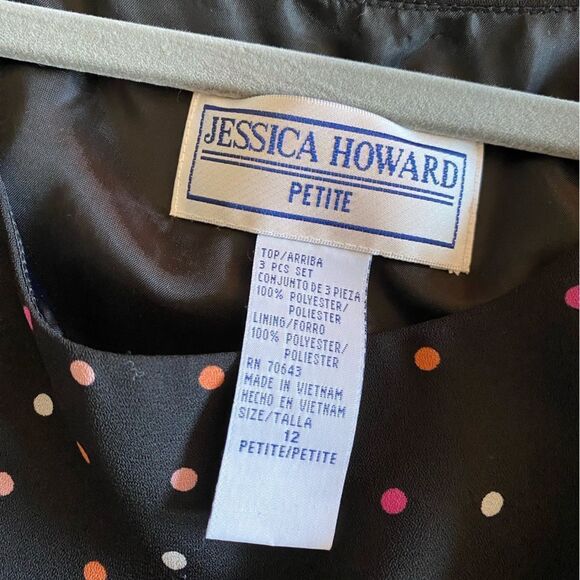 JESSICA HOWARD
PETITE
TOP/ARRIBA
3 PCS SET
CONJUNTO DE 3 PIEZA
100% POLYESTER/
POLIESTER
LINING/FORRO
100% POLYESTER/
POLIESTER
RN 70643
MADE IN VIETNAM
HECHO EN VIETNAM
SIZE/TALLA
12
PETITE/PETITE